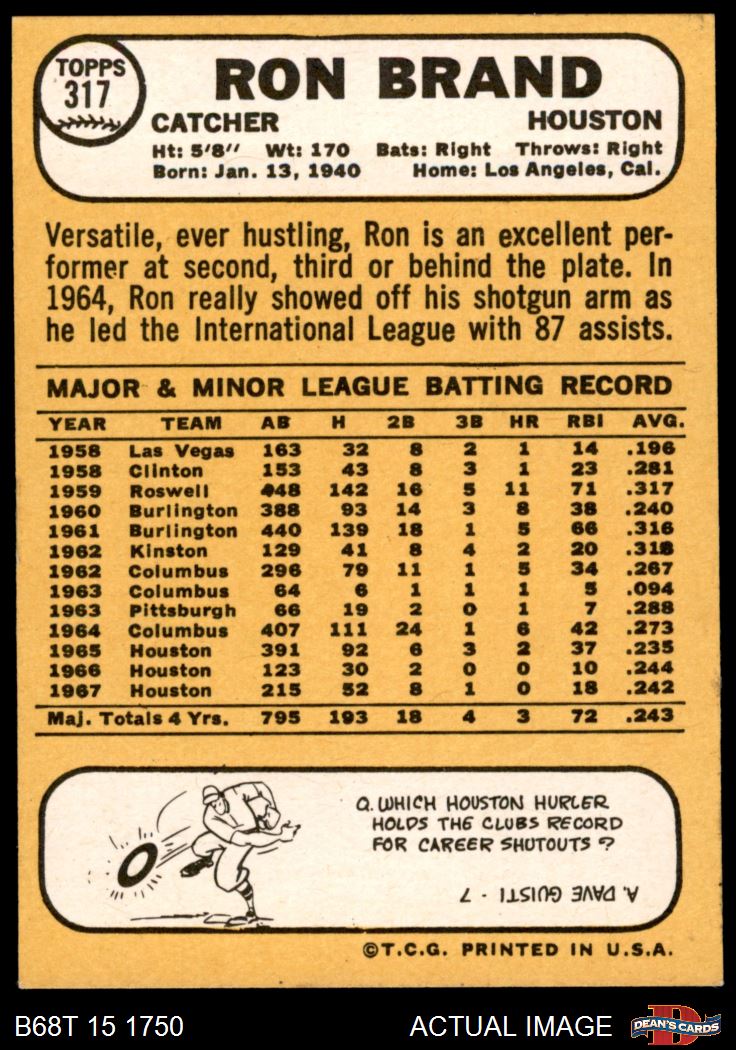 TOPPS
317
RON BRAND
CATCHER HOUSTON
Ht: 5'8" Wt: 170 Bats: Right Throws: Right
Born: Jan. 13, 1940 Home: Los Angeles, Cal.
Versatile, ever hustling, Ron is an excellent per-
former at second, third or behind the plate. In
1964, Ron really showed off his shotgun arm as
he led the International League with 87 assists.
MAJOR & MINOR LEAGUE BATTING RECORD
YEAR TEAM AB H 2B 3B HR RBI AVG.
1958 Las Vegas 163 32 8 2 1 14 .196
1958 Clinton 153 43 8 3 1 23 .281
1959 Roswell 448 142 16 5 11 71 .317
1960 Burlington 388 93 14 3 8 38 .240
1961 Burlington 440 139 18 1 5 66 .316
1962 Kinston 129 41 8 4 2 20 .318
1962 Columbus 296 79 11 1 5 34 .267
1963 Columbus 64 6 1 1 1 5 .094
1963 Pittsburgh 66 19 2 0 1 7 .288
1964 Columbus 407 111 24 1 6 42 .273
1965 Houston 391 92 6 3 2 37 .235
1966 Houston 123 30 2 0 0 10 .244
1967 Houston 215 52 8 1 0 18 .242
Maj. Totals 4 Yrs. 795 193 18 4 3 72 .243
Q. WHICH HOUSTON HURLER
HOLDS THE CLUBS RECORD
FOR CAREER SHUTOUTS?
A. DAVE GUISTI - 7
©T.C.G. PRINTED IN U.S.A.
B68T 15 1750 ACTUAL IMAGE DEAN'S CARDS